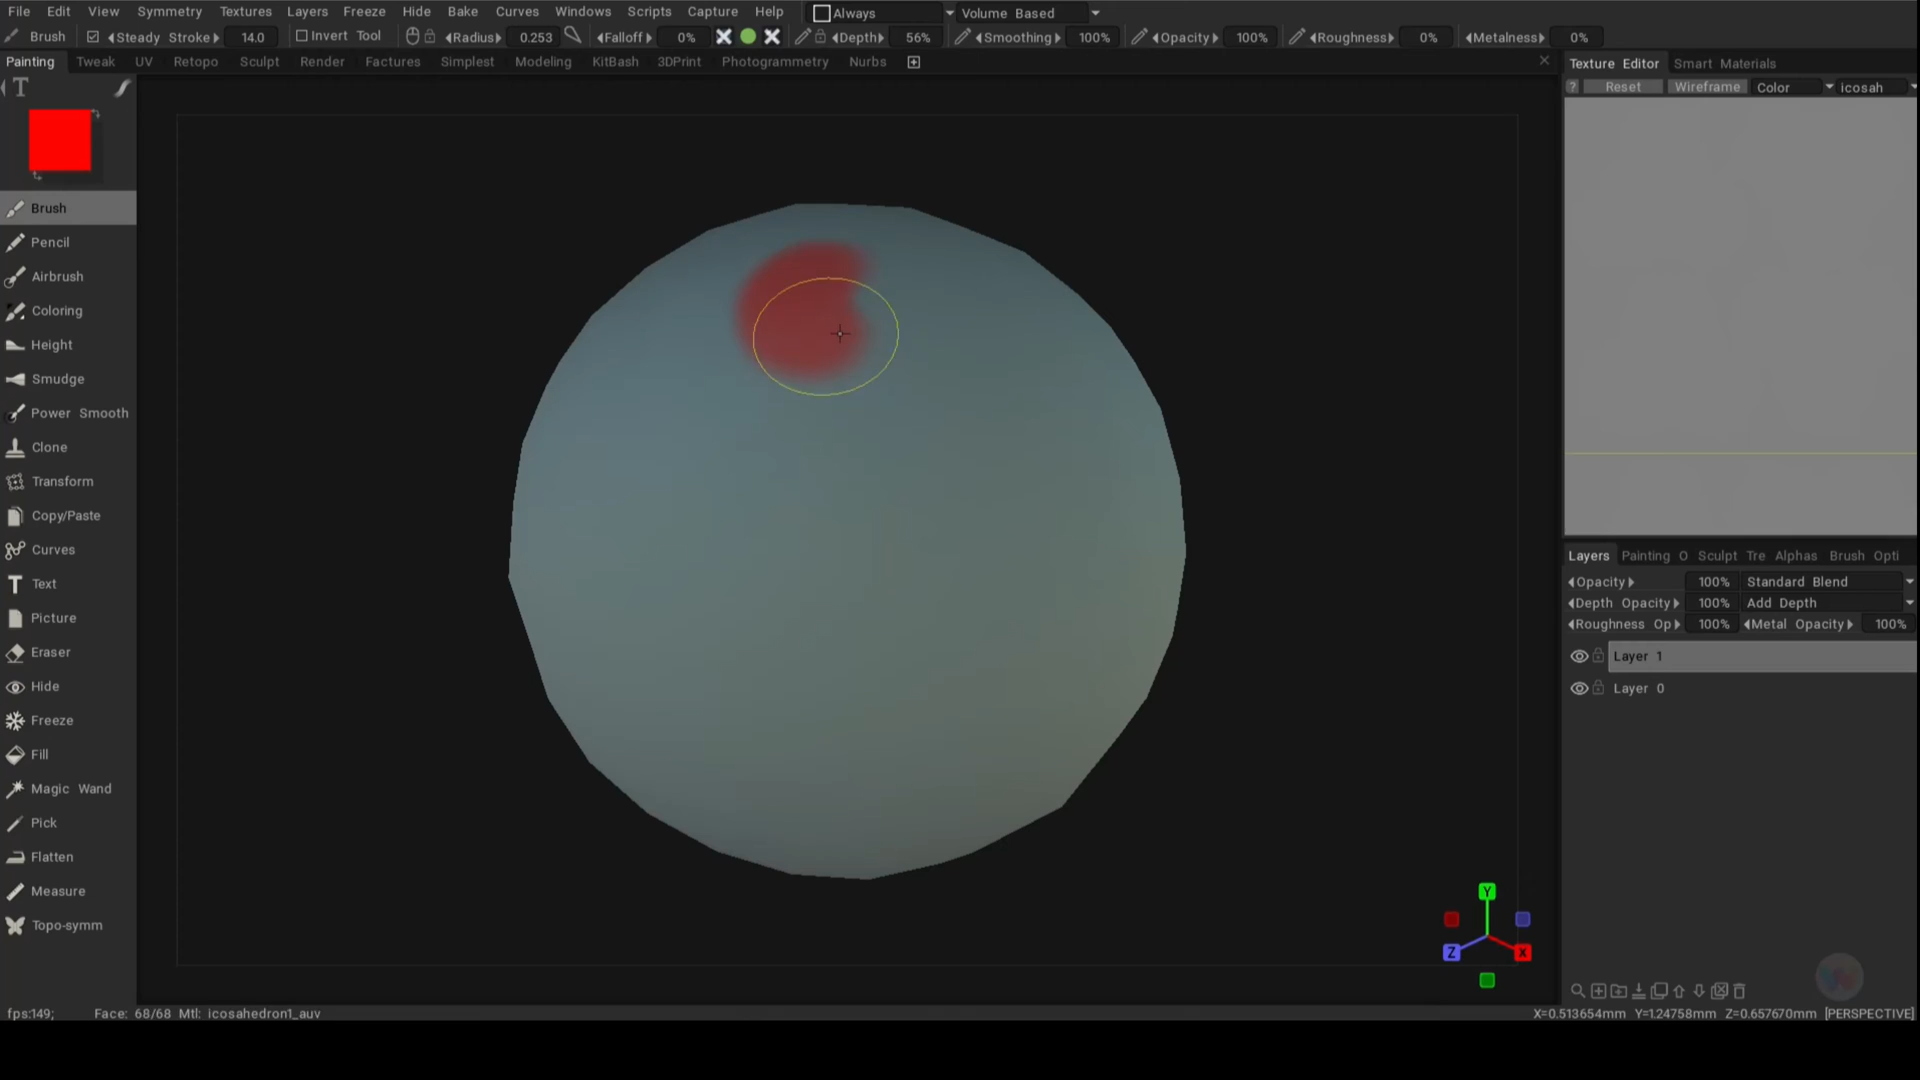 File Edit View Symmetry Textures Layers Freeze Hide Bake Curves Windows Scripts Capture Help Always Volume Based
Brush Steady Stroke 14.0 Invert Tool Radius 0.253 Falloff 0% Depth 56% Smoothing 100% Opacity 100% Roughness 0% Metalness 0%
Painting Tweak UV Retopo Sculpt Render Factures Simplest Modeling KitBash 3DPrint Photogrammetry Nurbs
Texture Editor Smart Materials
? Reset Wireframe Color icosah
T
Brush
Pencil
Airbrush
Coloring
Height
Smudge
Power Smooth
Clone
Transform
Copy/Paste
Curves
T Text
Picture
Eraser
Hide
Freeze
Fill
Magic Wand
Pick
Flatten
Measure
Topo-symm
Layers Painting O Sculpt Tre Alphas Brush Opti
Opacity 100% Standard Blend
Depth Opacity 100% Add Depth
Roughness Op 100% Metal Opacity 100%
Layer 1
Layer 0
Y
Z X
fps:149; Face: 68/68 Mtl: icosahedron1_auv X=0.513654mm Y=1.24758mm Z=0.657670mm [PERSPECTIVE]